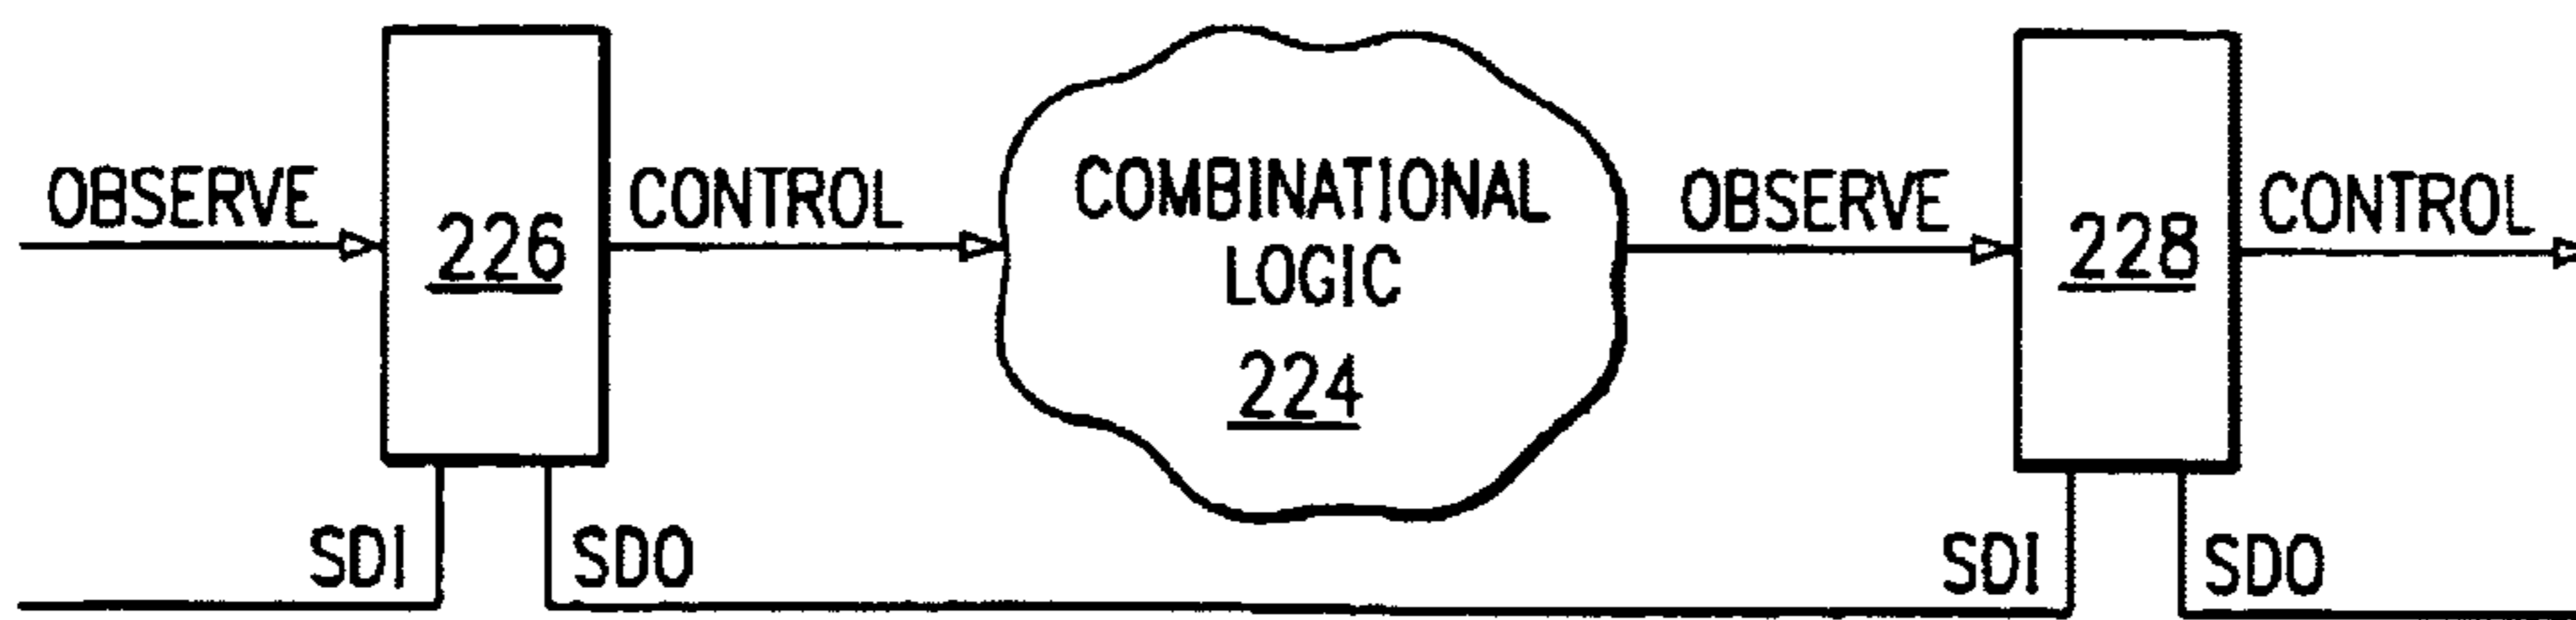 OBSERVE
226
CONTROL
COMBINATIONAL
LOGIC
224
OBSERVE
228
CONTROL
SDI
SDO
SDI
SDO